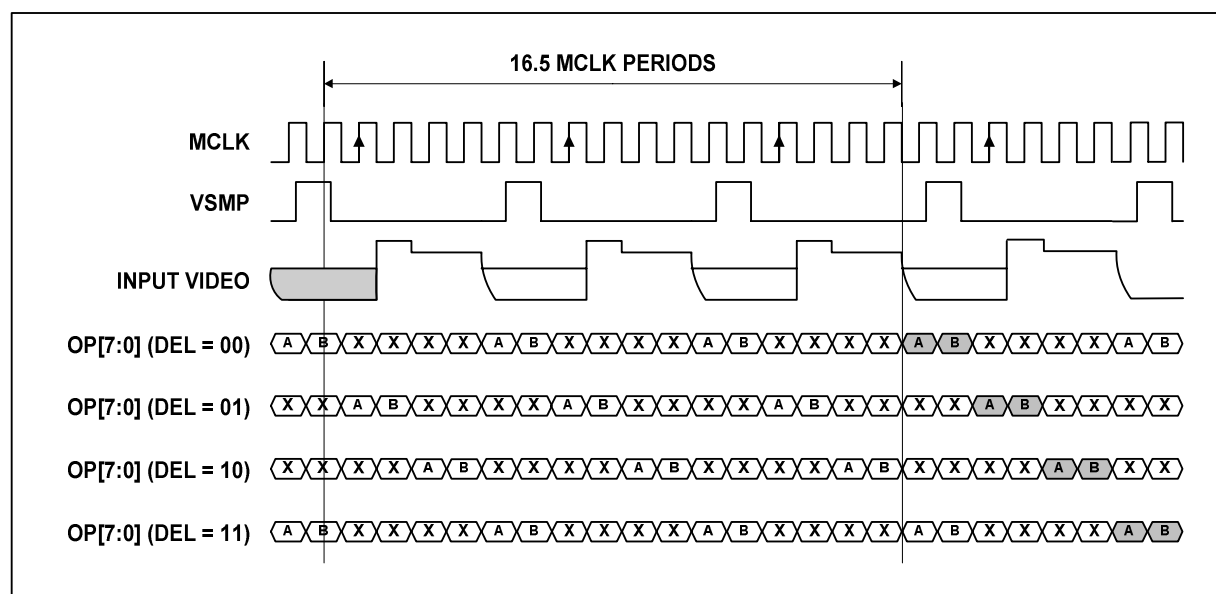 16.5 MCLK PERIODS
MCLK
VSMP
INPUT VIDEO
OP[7:0] (DEL = 00) A B X X X X A B X X X X A B X X X X A B X X X X A B
OP[7:0] (DEL = 01) X X A B X X X X A B X X X X A B X X X X A B X X X X
OP[7:0] (DEL = 10) X X X X A B X X X X A B X X X X A B X X X X A B X X
OP[7:0] (DEL = 11) A B X X X X A B X X X X A B X X X X A B X X X X A B